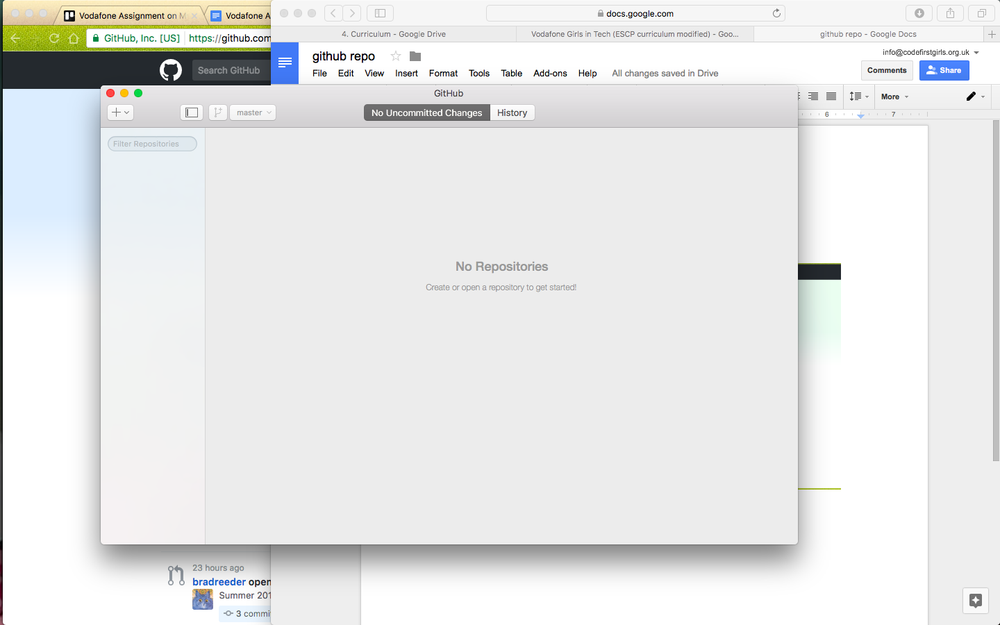 Vodafone Assignment on M
Vodafone A
docs.google.com
GitHub, Inc. [US]
https://github.com
4. Curriculum - Google Drive
Vodafone Girls in Tech (ESCP curriculum modified) - Goo...
github repo - Google Docs
Search GitHub
github repo
info@codefirstgirls.org.uk
File Edit View Insert Format Tools Table Add-ons Help All changes saved in Drive
Comments
Share
GitHub
More
master
No Uncommitted Changes
History
6 7
Filter Repositories
No Repositories
Create or open a repository to get started!
23 hours ago
bradreeder open
Summer 201
3 commi